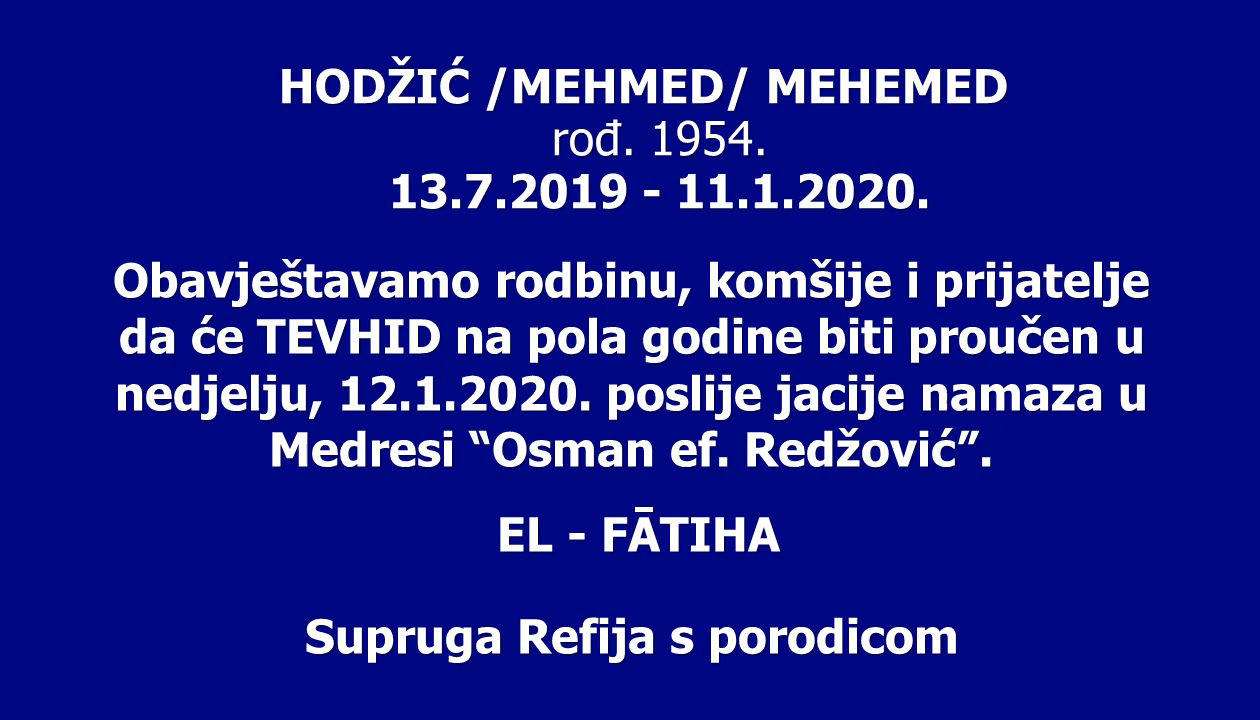 HODŽIĆ /MEHMED/ MEHEMED
rođ. 1954.
13.7.2019 - 11.1.2020.
Obavještavamo rodbinu, komšije i prijatelje
da će TEVHID na pola godine biti proučen u
nedjelju, 12.1.2020. poslije jacije namaza u
Medresi “Osman ef. Redžović”.
EL - FĀTIHA
Supruga Refija s porodicom